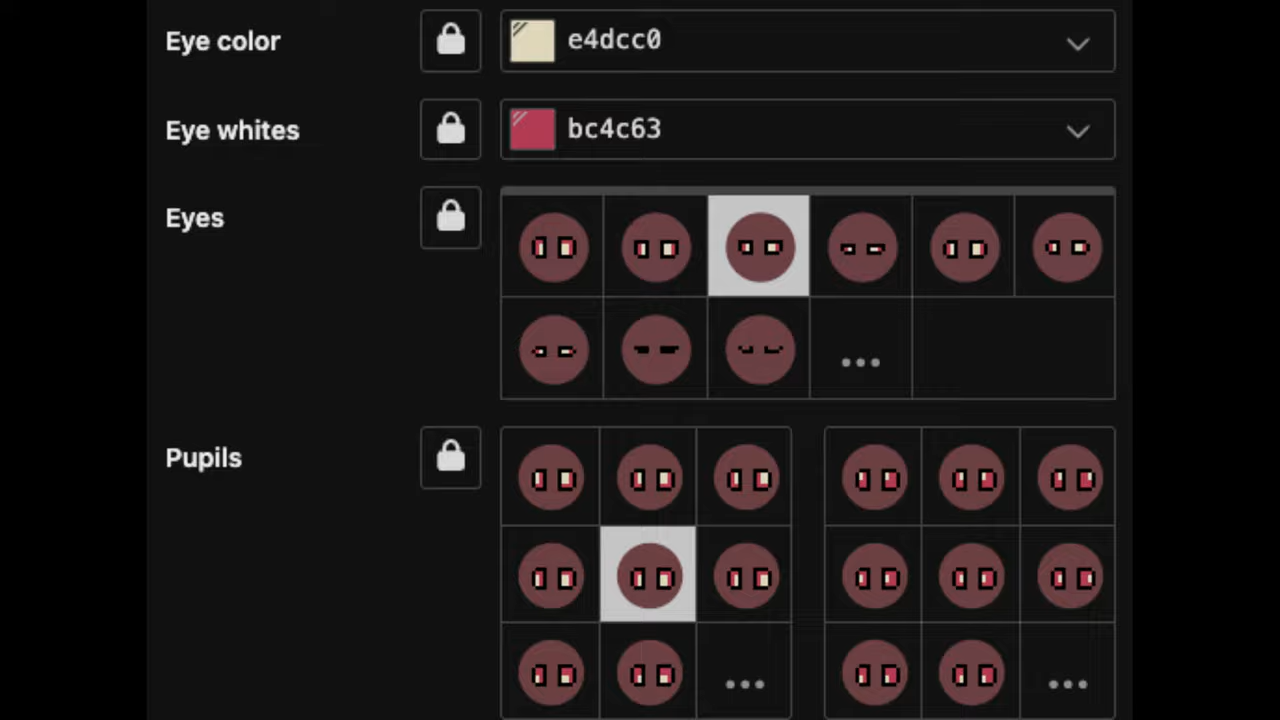 Eye color
e4dcc0
Eye whites
bc4c63
Eyes
...
Pupils
...
...